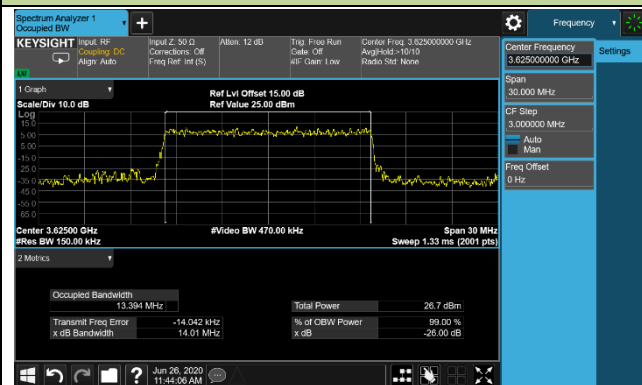 Spectrum Analyzer 1
Occupied BW
Frequency
KEYSIGHT
Input: RF
Coupling: DC
Align: Auto
Input Z: 50 Ω
Corrections: Off
Freq Ref: Int (S)
Atten: 12 dB
Trig: Free Run
Gate: Off
#IF Gain: Low
Center Freq: 3.625000000 GHz
Avg|Hold:>10/10
Radio Std: None
LXI
Center Frequency
3.625000000 GHz
Settings
Span
30.000 MHz
CF Step
3.000000 MHz
Auto
Man
Freq Offset
0 Hz
1 Graph
Scale/Div 10.0 dB
Ref Lvl Offset 15.00 dB
Ref Value 25.00 dBm
Log
15.0
5.00
-5.00
-15.0
-25.0
-35.0
-45.0
-55.0
-65.0
Center 3.62500 GHz
#Video BW 470.00 kHz
Span 30 MHz
#Res BW 150.00 kHz
Sweep 1.33 ms (2001 pts)
2 Metrics
Occupied Bandwidth
13.394 MHz
Total Power 26.7 dBm
Transmit Freq Error -14.042 kHz
% of OBW Power 99.00 %
x dB Bandwidth 14.01 MHz
x dB -26.00 dB
?
Jun 26, 2020
11:44:06 AM